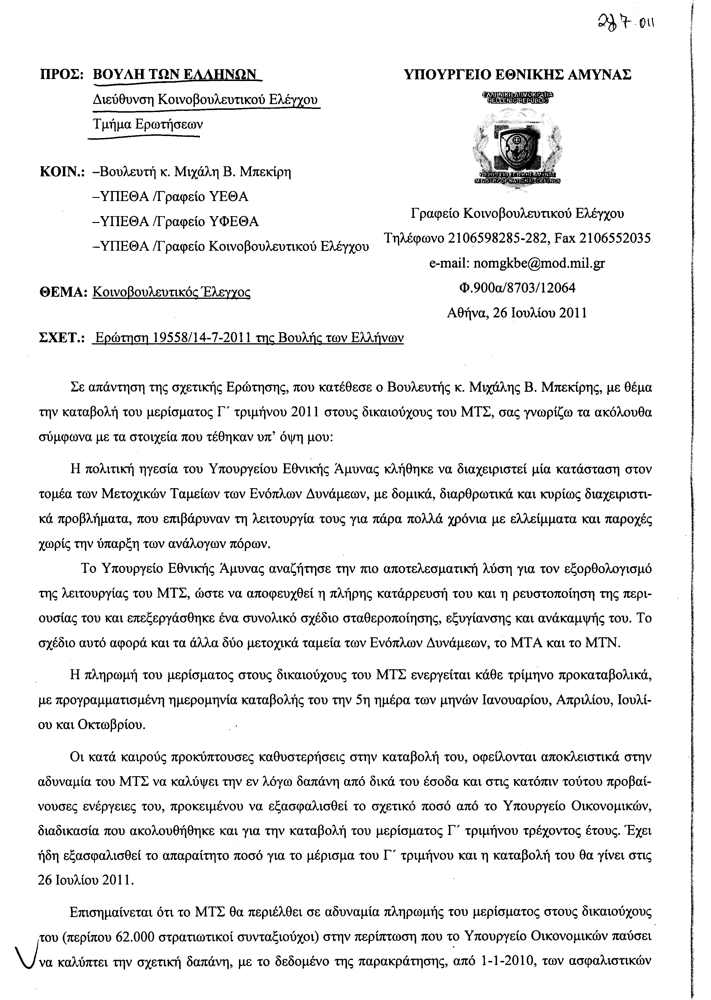 28 7-011
ΠΡΟΣ: ΒΟΥΛΗ ΤΩΝ ΕΛΛΗΝΩΝ
Διεύθυνση Κοινοβουλευτικού Ελέγχου
Τμήμα Ερωτήσεων
ΚΟΙΝ.: –Βουλευτή κ. Μιχάλη Β. Μπεκίρη
–ΥΠΕΘΑ /Γραφείο ΥΕΘΑ
–ΥΠΕΘΑ /Γραφείο ΥΦΕΘΑ
–ΥΠΕΘΑ /Γραφείο Κοινοβουλευτικού Ελέγχου
ΘΕΜΑ: Κοινοβουλευτικός Έλεγχος
ΥΠΟΥΡΓΕΙΟ ΕΘΝΙΚΗΣ ΑΜΥΝΑΣ
ΕΛΛΗΝΙΚΗ ΔΗΜΟΚΡΑΤΙΑ
HELLENIC REPUBLIC
ΥΠΟΥΡΓΕΙΟ ΕΘΝΙΚΗΣ ΑΜΥΝΑΣ
MINISTRY OF NATIONAL DEFENCE
Γραφείο Κοινοβουλευτικού Ελέγχου
Τηλέφωνο 2106598285-282, Fax 2106552035
e-mail: nomgkbe@mod.mil.gr
Φ.900α/8703/12064
Αθήνα, 26 Ιουλίου 2011
ΣΧΕΤ.: Ερώτηση 19558/14-7-2011 της Βουλής των Ελλήνων
Σε απάντηση της σχετικής Ερώτησης, που κατέθεσε ο Βουλευτής κ. Μιχάλης Β. Μπεκίρης, με θέμα
την καταβολή του μερίσματος Γ΄ τριμήνου 2011 στους δικαιούχους του ΜΤΣ, σας γνωρίζω τα ακόλουθα
σύμφωνα με τα στοιχεία που τέθηκαν υπ’ όψη μου:
Η πολιτική ηγεσία του Υπουργείου Εθνικής Άμυνας κλήθηκε να διαχειριστεί μία κατάσταση στον
τομέα των Μετοχικών Ταμείων των Ενόπλων Δυνάμεων, με δομικά, διαρθρωτικά και κυρίως διαχειριστι-
κά προβλήματα, που επιβάρυναν τη λειτουργία τους για πάρα πολλά χρόνια με ελλείμματα και παροχές
χωρίς την ύπαρξη των ανάλογων πόρων.
Το Υπουργείο Εθνικής Άμυνας αναζήτησε την πιο αποτελεσματική λύση για τον εξορθολογισμό
της λειτουργίας του ΜΤΣ, ώστε να αποφευχθεί η πλήρης κατάρρευσή του και η ρευστοποίηση της περι-
ουσίας του και επεξεργάσθηκε ένα συνολικό σχέδιο σταθεροποίησης, εξυγίανσης και ανάκαμψής του. Το
σχέδιο αυτό αφορά και τα άλλα δύο μετοχικά ταμεία των Ενόπλων Δυνάμεων, το ΜΤΑ και το ΜΤΝ.
Η πληρωμή του μερίσματος στους δικαιούχους του ΜΤΣ ενεργείται κάθε τρίμηνο προκαταβολικά,
με προγραμματισμένη ημερομηνία καταβολής του την 5η ημέρα των μηνών Ιανουαρίου, Απριλίου, Ιουλί-
ου και Οκτωβρίου.
Οι κατά καιρούς προκύπτουσες καθυστερήσεις στην καταβολή του, οφείλονται αποκλειστικά στην
αδυναμία του ΜΤΣ να καλύψει την εν λόγω δαπάνη από δικά του έσοδα και στις κατόπιν τούτου προβαί-
νουσες ενέργειες του, προκειμένου να εξασφαλισθεί το σχετικό ποσό από το Υπουργείο Οικονομικών,
διαδικασία που ακολουθήθηκε και για την καταβολή του μερίσματος Γ΄ τριμήνου τρέχοντος έτους. Έχει
ήδη εξασφαλισθεί το απαραίτητο ποσό για το μέρισμα του Γ΄ τριμήνου και η καταβολή του θα γίνει στις
26 Ιουλίου 2011.
Επισημαίνεται ότι το ΜΤΣ θα περιέλθει σε αδυναμία πληρωμής του μερίσματος στους δικαιούχους
του (περίπου 62.000 στρατιωτικοί συνταξιούχοι) στην περίπτωση που το Υπουργείο Οικονομικών παύσει
να καλύπτει την σχετική δαπάνη, με το δεδομένο της παρακράτησης, από 1-1-2010, των ασφαλιστικών